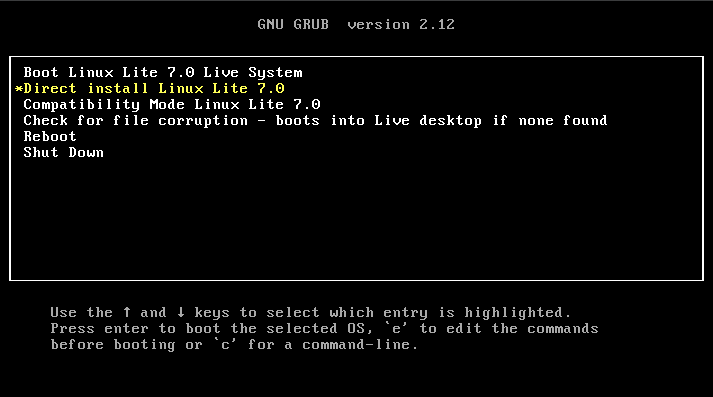 GNU GRUB  version 2.12
Boot Linux Lite 7.0 Live System
*Direct install Linux Lite 7.0
Compatibility Mode Linux Lite 7.0
Check for file corruption - boots into Live desktop if none found
Reboot
Shut Down
Use the ↑ and ↓ keys to select which entry is highlighted.
Press enter to boot the selected OS, `e' to edit the commands
before booting or `c' for a command-line.